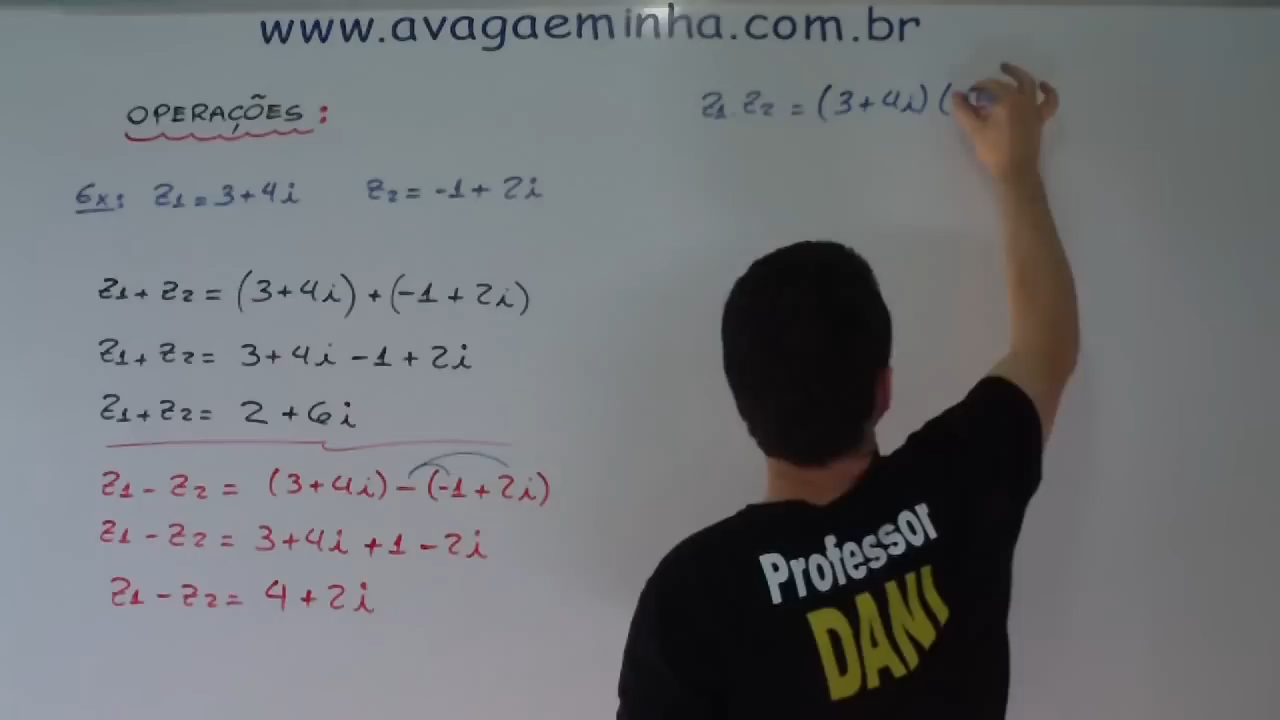 www.avagaeminha.com.br
OPERAÇÕES:
Ex: Z1 = 3+4i Z2 = -1 + 2i
Z1 + Z2 = (3+4i) + (-1 + 2i)
Z1 + Z2 = 3+4i -1 + 2i
Z1 + Z2 = 2 + 6i
Z1 - Z2 = (3+4i) - (-1 + 2i)
Z1 - Z2 = 3+4i +1 - 2i
Z1 - Z2 = 4 + 2i
Z1 . Z2 = (3+4i) (
Professor
DANI